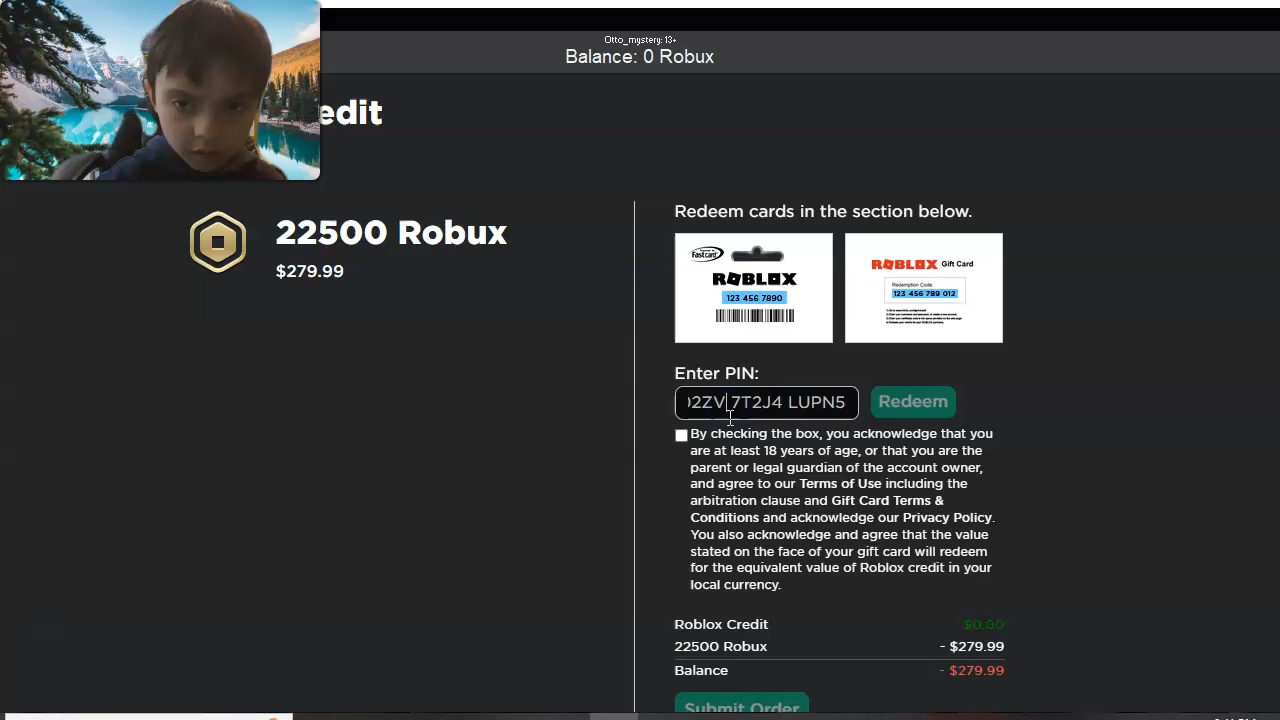 Otto_mystery: 13+
Balance: 0 Robux
edit
22500 Robux
$279.99
Redeem cards in the section below.
Fastcard
ROBLOX
123 456 7890
ROBLOX Gift Card
Redemption Code:
123 456 789 012
Enter PIN:
2ZV 7T2J4 LUPN5
Redeem
By checking the box, you acknowledge that you
are at least 18 years of age, or that you are the
parent or legal guardian of the account owner,
and agree to our Terms of Use including the
arbitration clause and Gift Card Terms &
Conditions and acknowledge our Privacy Policy.
You also acknowledge and agree that the value
stated on the face of your gift card will redeem
for the equivalent value of Roblox credit in your
local currency.
Roblox Credit $0.00
22500 Robux - $279.99
Balance - $279.99
Submit Order